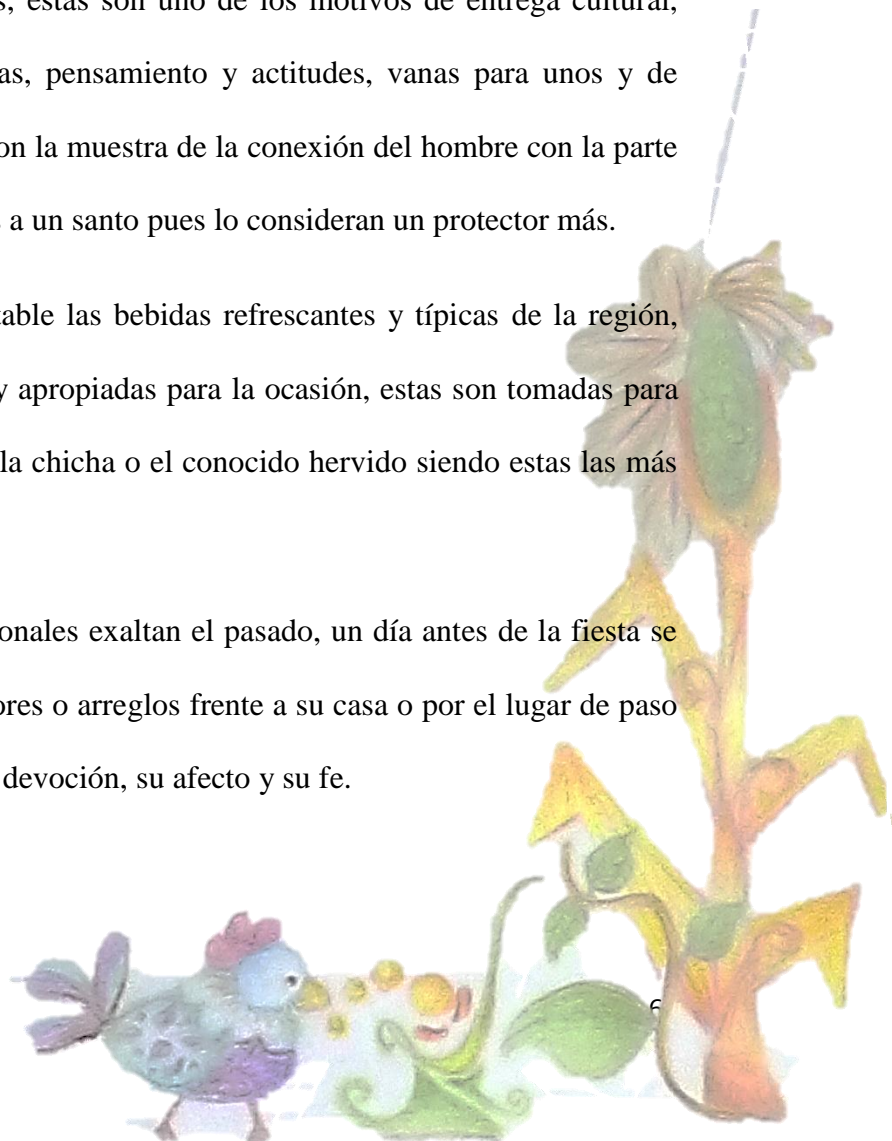 , estas son uno de los motivos de entrega cultural,
as, pensamiento y actitudes, vanas para unos y de
on la muestra de la conexión del hombre con la parte
a un santo pues lo consideran un protector más.
table las bebidas refrescantes y típicas de la región,
y apropiadas para la ocasión, estas son tomadas para
la chicha o el conocido hervido siendo estas las más
onales exaltan el pasado, un día antes de la fiesta se
ores o arreglos frente a su casa o por el lugar de paso
devoción, su afecto y su fe.
6